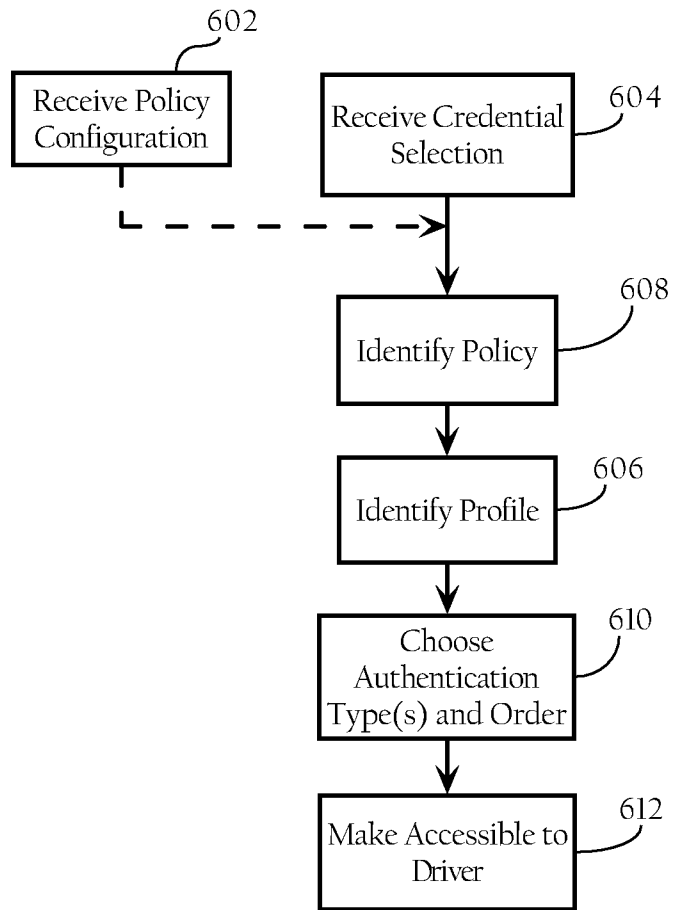 602
Receive Policy
Configuration
604
Receive Credential
Selection
608
Identify Policy
606
Identify Profile
610
Choose
Authentication
Type(s) and Order
612
Make Accessible to
Driver